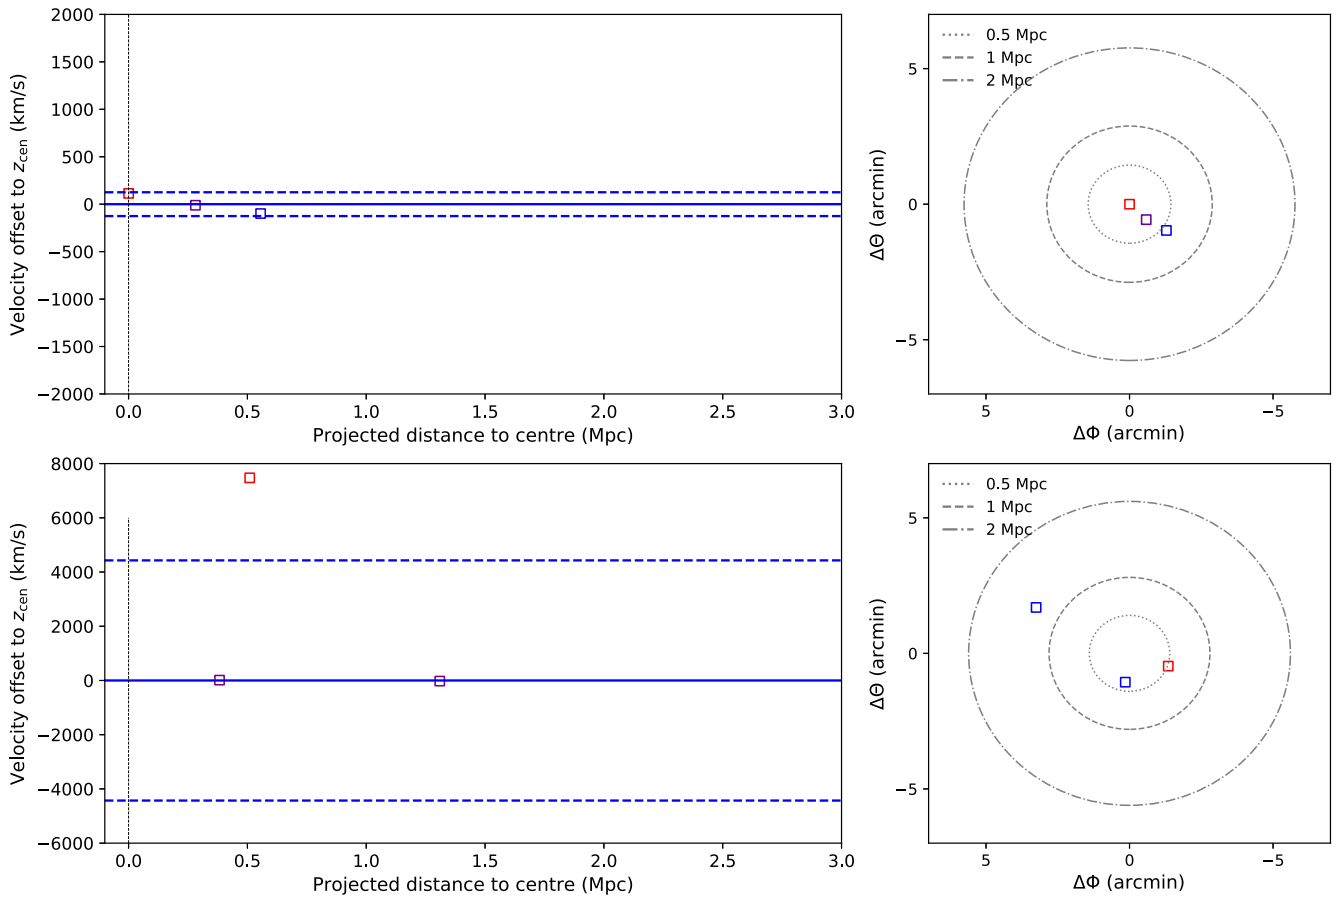 2000
1500
1000
500
0
−500
−1000
−1500
−2000
Velocity offset to z_cen (km/s)
0.0 0.5 1.0 1.5 2.0 2.5 3.0
Projected distance to centre (Mpc)
0.5 Mpc
1 Mpc
2 Mpc
5
0
−5
ΔΘ (arcmin)
5 0 −5
ΔΦ (arcmin)
8000
6000
4000
2000
0
−2000
−4000
−6000
Velocity offset to z_cen (km/s)
0.0 0.5 1.0 1.5 2.0 2.5 3.0
Projected distance to centre (Mpc)
0.5 Mpc
1 Mpc
2 Mpc
5
0
−5
ΔΘ (arcmin)
5 0 −5
ΔΦ (arcmin)